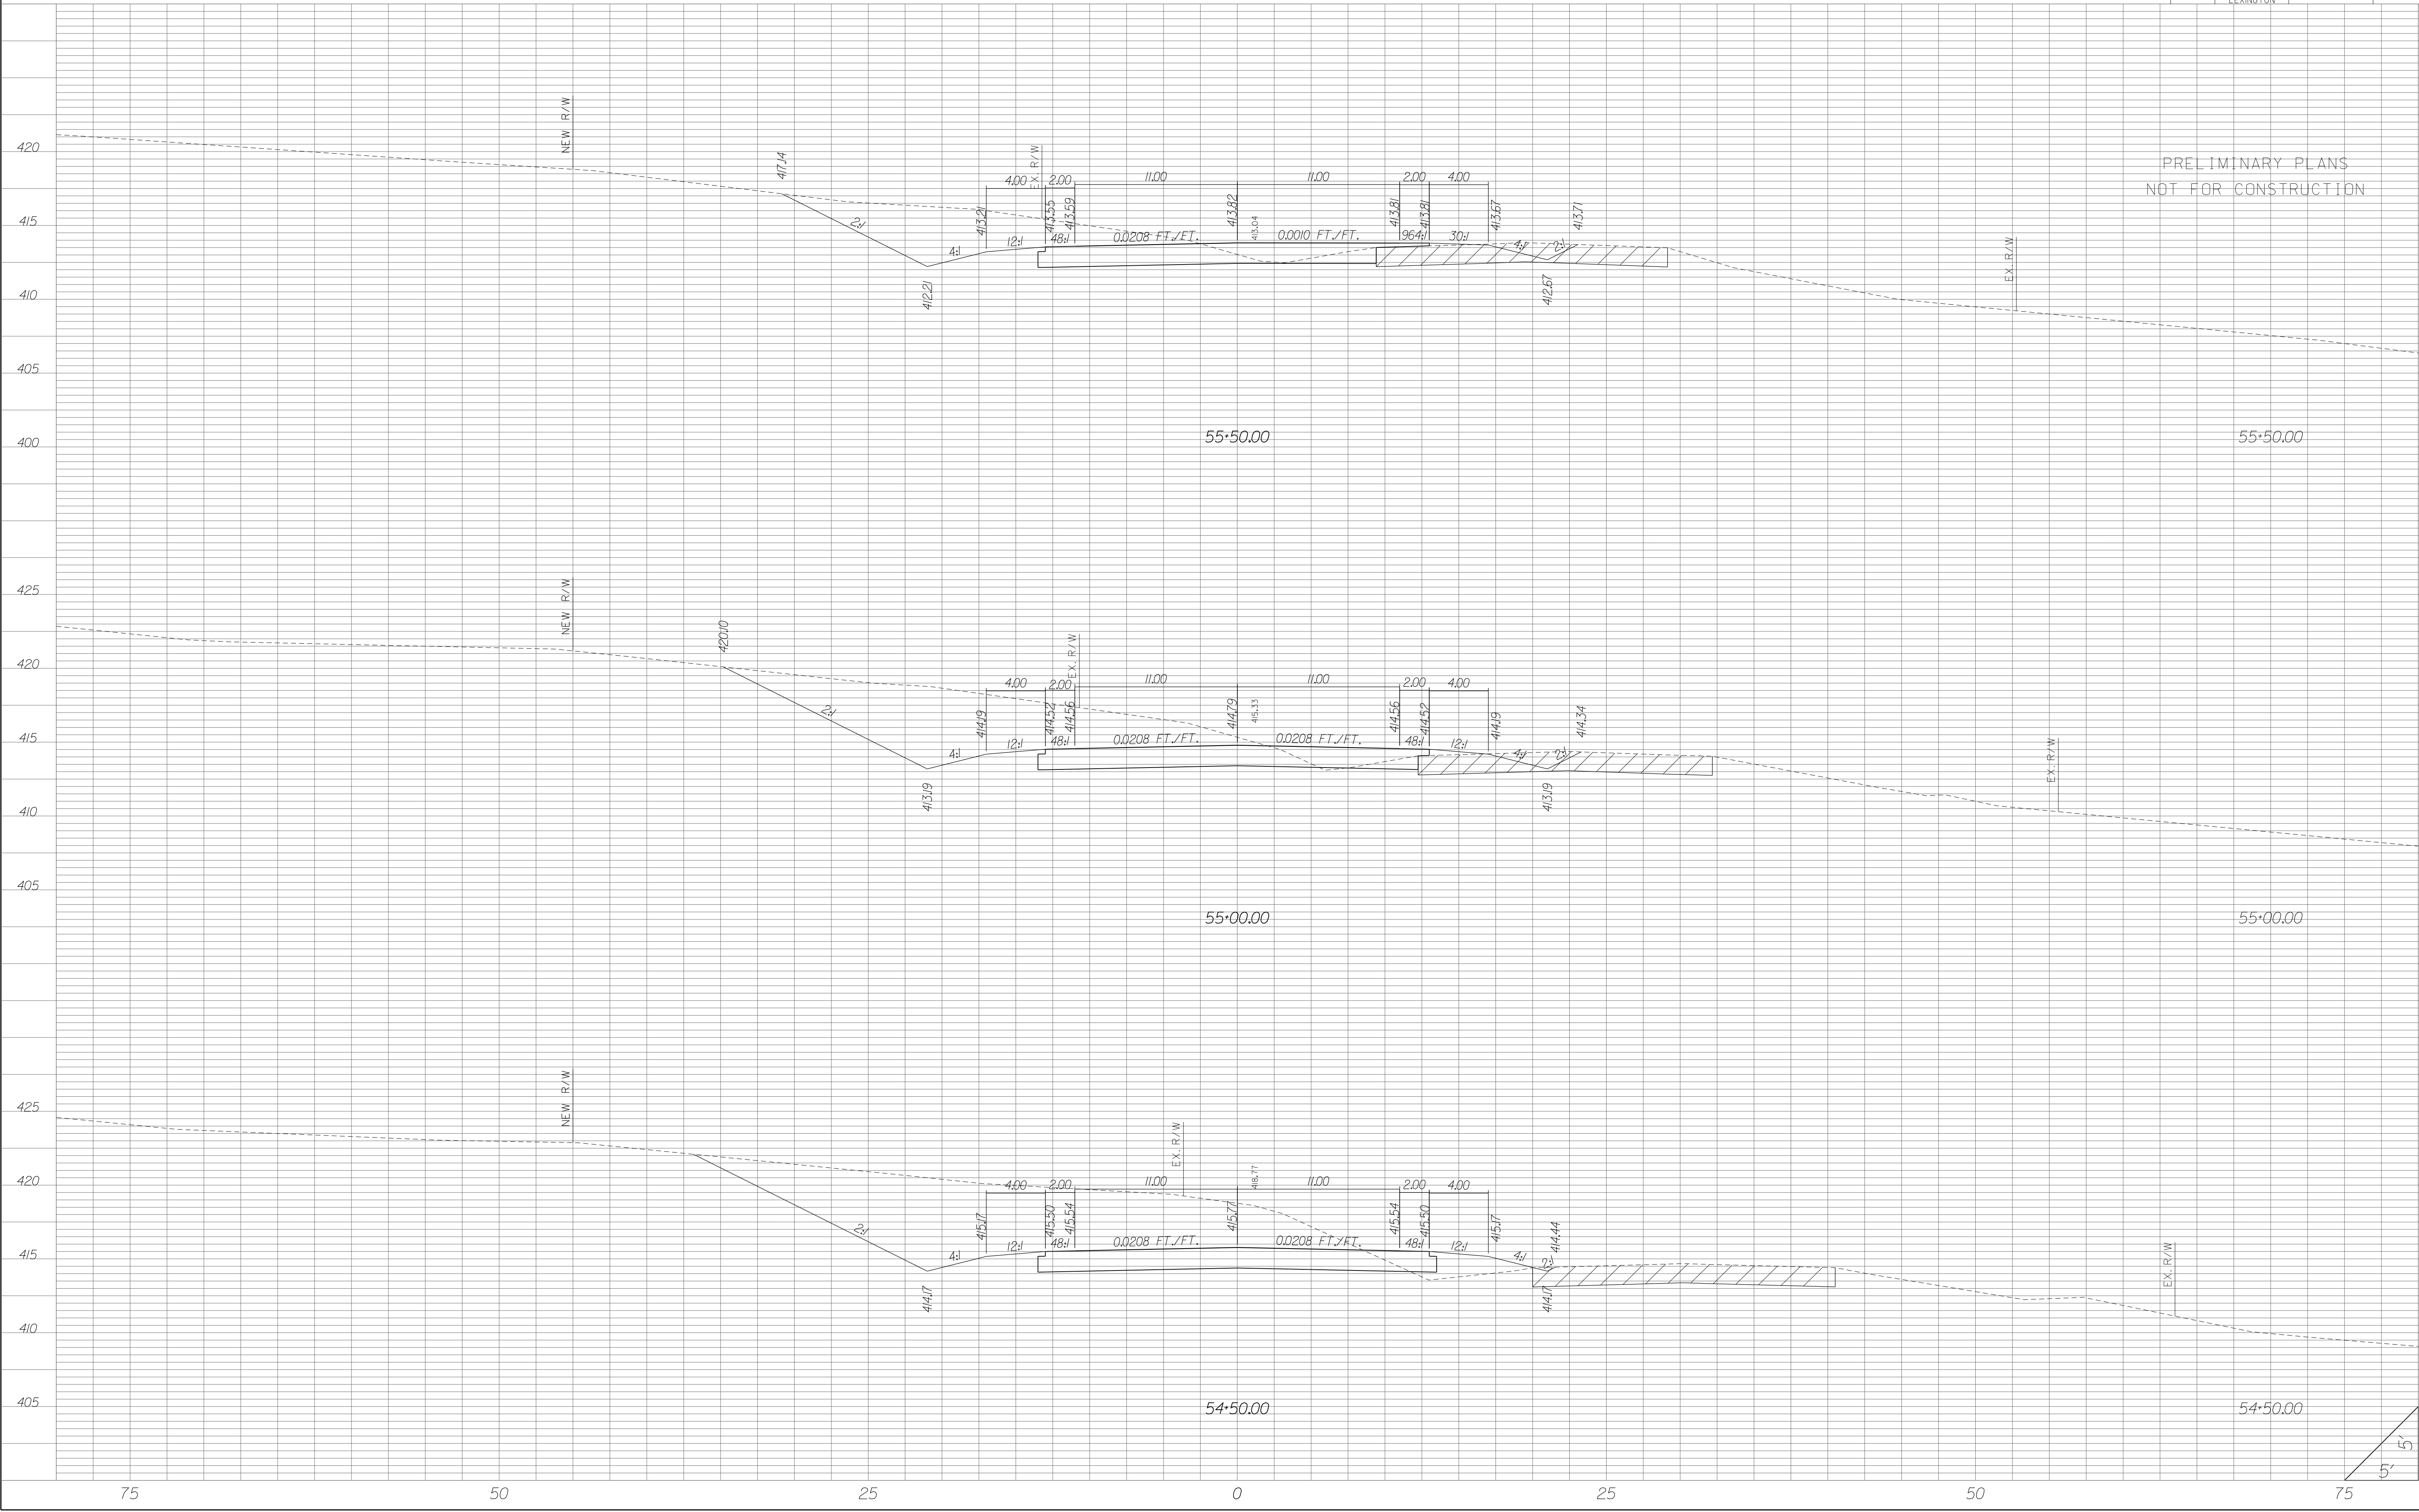 LEXINGTON
PRELIMINARY PLANS
NOT FOR CONSTRUCTION
420
415
410
405
400
NEW R/W
417.14
EX. R/W
4.00 2.00 11.00 11.00 2.00 4.00
413.21 413.55 413.59 413.82 413.04 413.81 413.81 413.67 413.71
2:1 4:1 12:1 48:1 0.0208 FT./FT. 0.0010 FT./FT. 964:1 30:1 4:1 2:1
412.21 412.67
EX. R/W
55+50.00 55+50.00
425
420
415
410
405
NEW R/W
420.10
EX. R/W
4.00 2.00 11.00 11.00 2.00 4.00
414.19 414.52 414.56 414.79 415.33 414.56 414.52 414.19 414.34
2:1 4:1 12:1 48:1 0.0208 FT./FT. 0.0208 FT./FT. 48:1 12:1 4:1 2:1
413.19 413.19
EX. R/W
55+00.00 55+00.00
425
420
415
410
405
NEW R/W
EX. R/W
418.77
4.00 2.00 11.00 11.00 2.00 4.00
415.17 415.50 415.54 415.77 415.54 415.50 415.17 414.44
2:1 4:1 12:1 48:1 0.0208 FT./FT. 0.0208 FT./FT. 48:1 12:1 4:1 2:1
414.17 414.17
EX. R/W
54+50.00 54+50.00
5'
5'
75 50 25 0 25 50 75